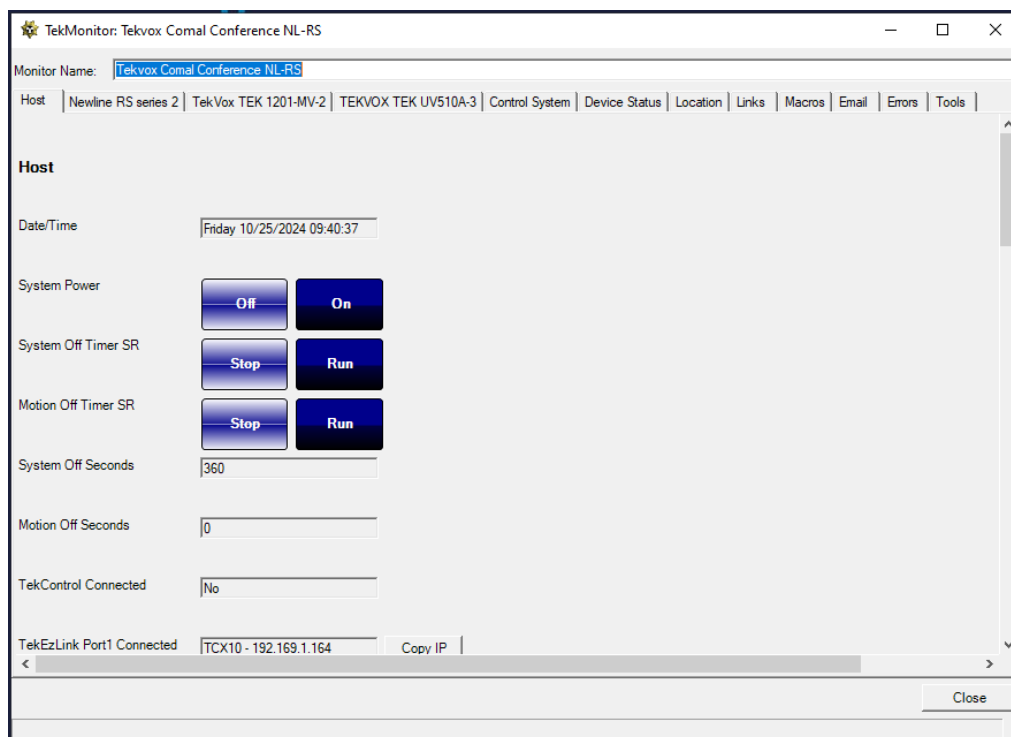 TekMonitor: Tekvox Comal Conference NL-RS
Monitor Name: Tekvox Comal Conference NL-RS
Host Newline RS series 2 TekVox TEK 1201-MV-2 TEKVOX TEK UV510A-3 Control System Device Status Location Links Macros Email Errors Tools
Host
Date/Time Friday 10/25/2024 09:40:37
System Power Off On
System Off Timer SR Stop Run
Motion Off Timer SR Stop Run
System Off Seconds 360
Motion Off Seconds 0
TekControl Connected No
TekEzLink Port1 Connected TCX10 - 192.169.1.164 Copy IP
Close